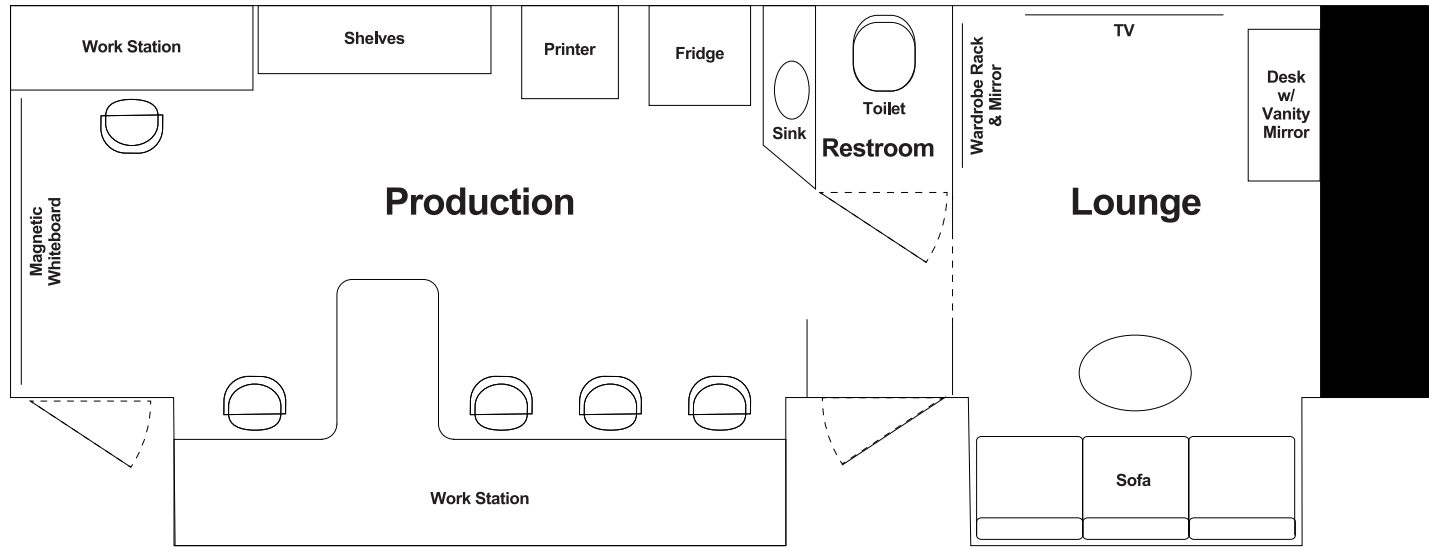 Work Station
Shelves
Printer
Fridge
Sink
Toilet
Restroom
Wardrobe Rack
& Mirror
TV
Desk
w/
Vanity
Mirror
Magnetic
Whiteboard
Production
Lounge
Work Station
Sofa